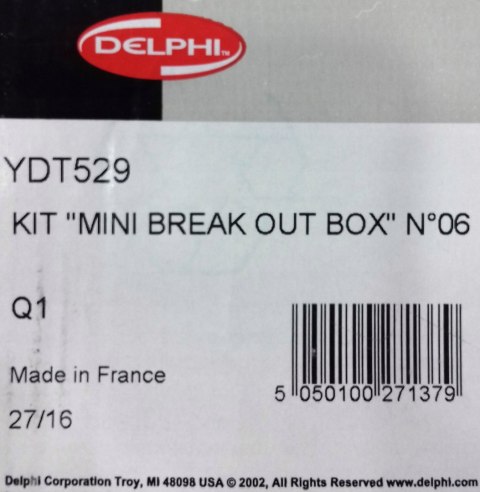 DELPHI™
YDT529
KIT "MINI BREAK OUT BOX" N°06
Q1
Made in France
27/16
5 050100 271379
Delphi Corporation Troy, MI 48098 USA © 2002, All Rights Reserved www.delphi.com